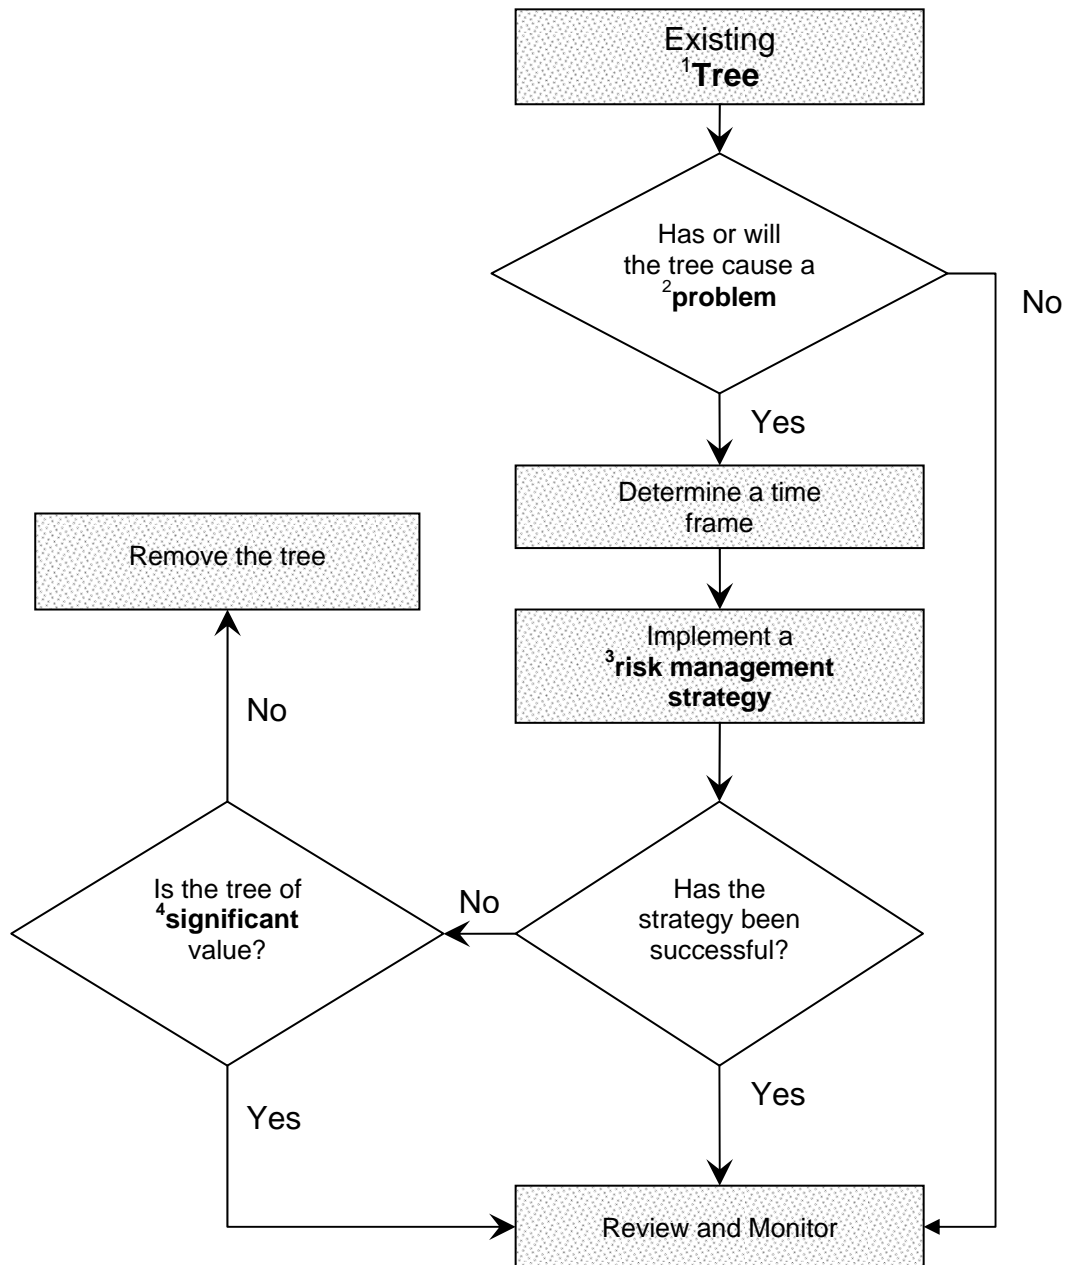 Existing
¹Tree
Has or will
the tree cause a
²problem
No
Yes
Determine a time
frame
Remove the tree
Implement a
³risk management
strategy
No
Is the tree of
⁴significant
value?
No
Has the
strategy been
successful?
Yes
Yes
Review and Monitor